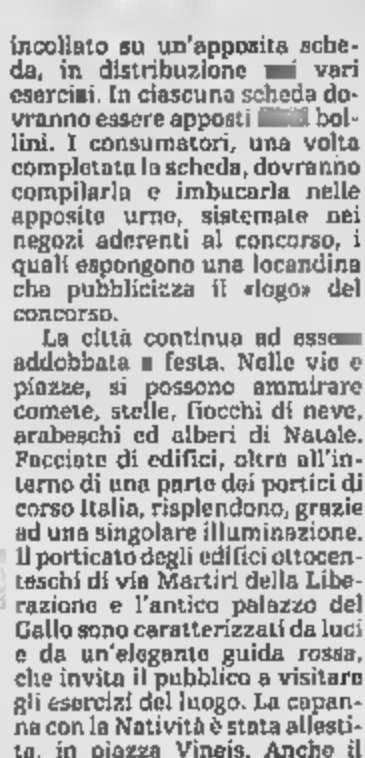 incollato su un'apposita sche-
da, in distribuzione vari
esercizi. In ciascuna scheda do-
vranno essere apposti bol-
lini. I consumatori, una volta
completata la scheda, dovranno
compilarla e imbucarla nelle
apposite urne, sistemate nei
negozi aderenti al concorso, i
quali espongono una locandina
che pubblicizza il «logo» del
concorso.
La città continua ad
addobbata festa. Nelle vie e
piazze, si possono ammirare
comete, stelle, fiocchi di neve,
arabeschi ed alberi di Natale.
Facciate di edifici, oltre all'in-
terno di una parte dei portici di
corso Italia, risplendono, grazie
ad una singolare illuminazione.
Il porticato degli edifici ottocen-
teschi di via Martiri della Libe-
razione e l'antico palazzo del
Gallo sono caratterizzati da luci
e da un'elegante guida rossa,
che invita il pubblico a visitare
gli esercizi del luogo. La capan-
na con la Natività è stata allesti-
ta, in piazza Vineis. Anche il